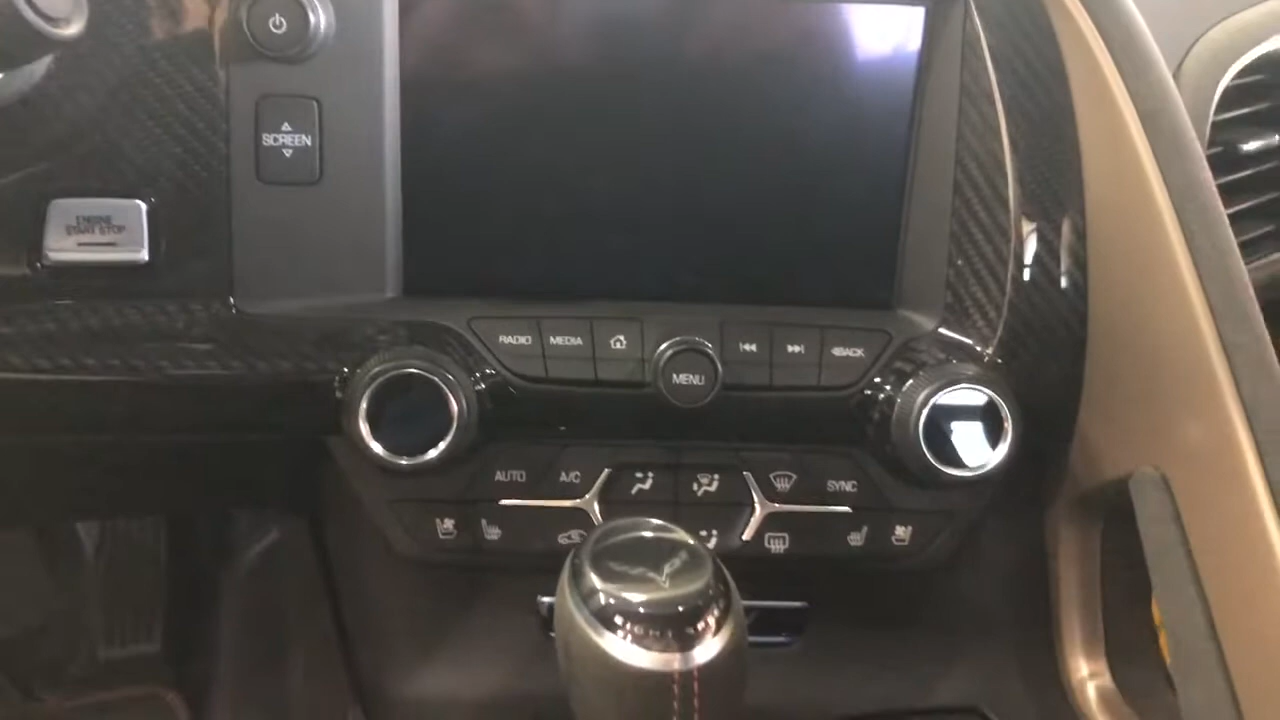 SCREEN
ENGINE
START STOP
RADIO
MEDIA
BACK
MENU
AUTO
A/C
SYNC